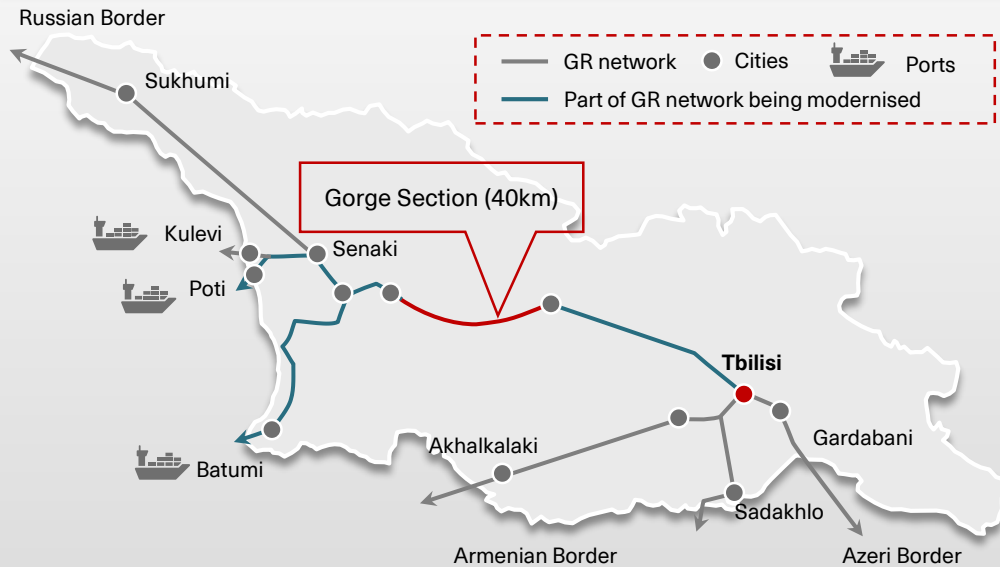 Russian Border
Sukhumi
GR network
Cities
Ports
Part of GR network being modernised
Gorge Section (40km)
Kulevi
Senaki
Poti
Tbilisi
Akhalkalaki
Gardabani
Batumi
Sadakhlo
Armenian Border
Azeri Border